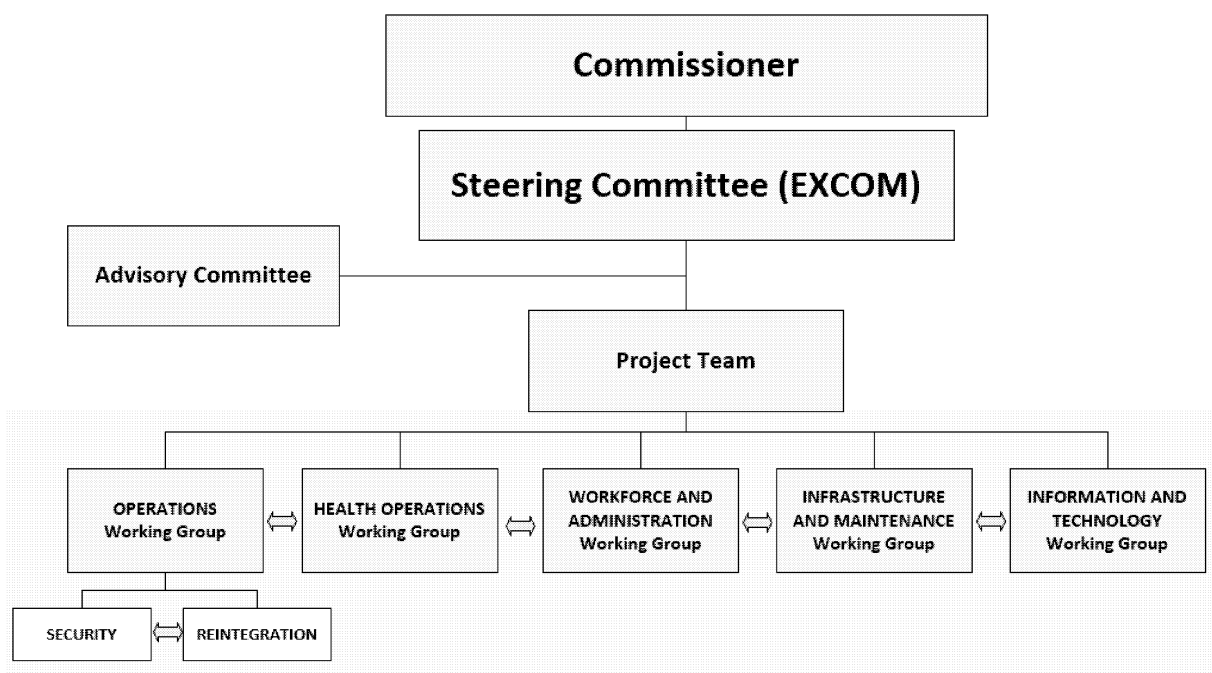 Commissioner
Steering Committee (EXCOM)
Advisory Committee
Project Team
OPERATIONS
Working Group
HEALTH OPERATIONS
Working Group
WORKFORCE AND
ADMINISTRATION
Working Group
INFRASTRUCTURE
AND MAINTENANCE
Working Group
INFORMATION AND
TECHNOLOGY
Working Group
SECURITY
REINTEGRATION